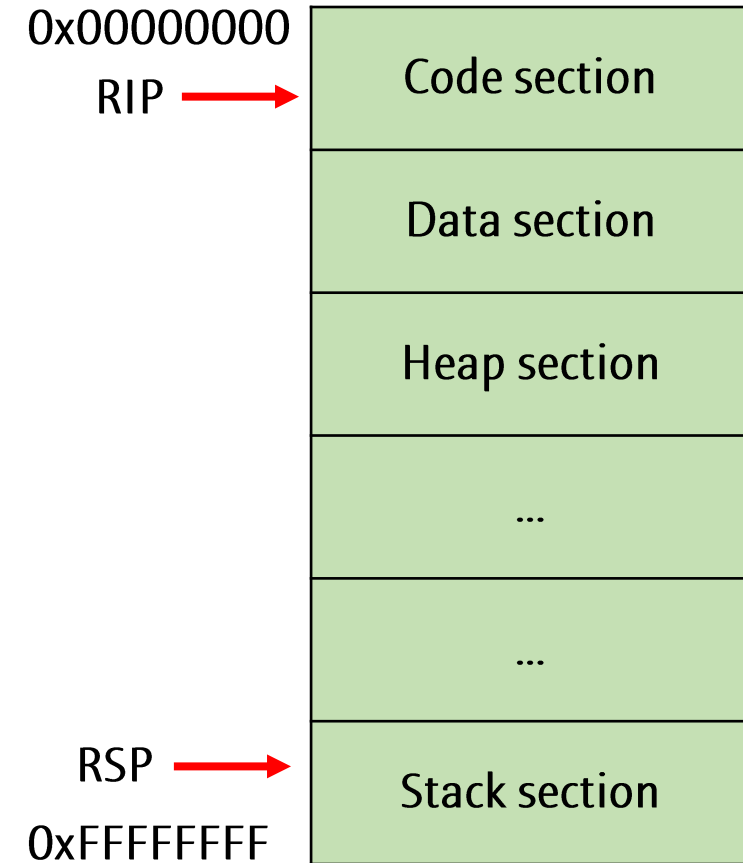 0x00000000
Code section
RIP
Data section
Heap section
...
...
RSP
Stack section
0xFFFFFFFF